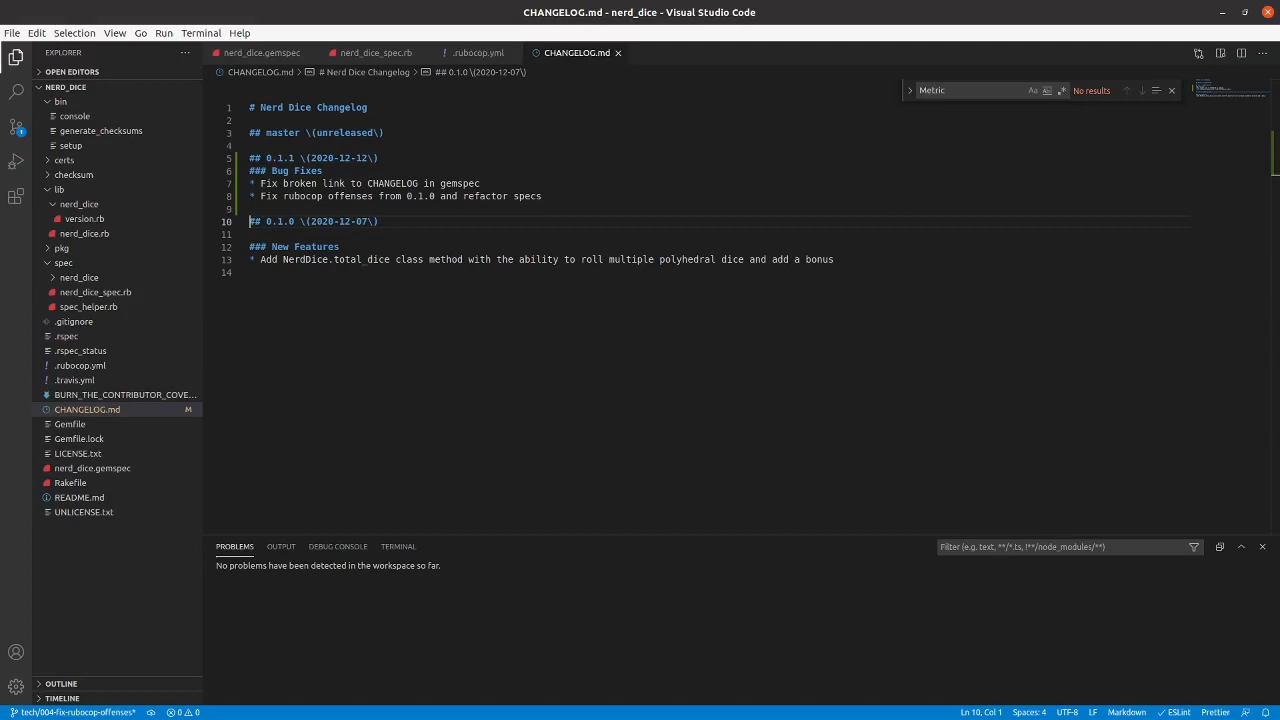 CHANGELOG.md - nerd_dice - Visual Studio Code
File Edit Selection View Go Run Terminal Help
EXPLORER
OPEN EDITORS
NERD_DICE
bin
console
generate_checksums
setup
certs
checksum
lib
nerd_dice
version.rb
nerd_dice.rb
pkg
spec
nerd_dice
nerd_dice_spec.rb
spec_helper.rb
.gitignore
.rspec
.rspec_status
.rubocop.yml
.travis.yml
BURN_THE_CONTRIBUTOR_COVE...
CHANGELOG.md M
Gemfile
Gemfile.lock
LICENSE.txt
nerd_dice.gemspec
Rakefile
README.md
UNLICENSE.txt
OUTLINE
TIMELINE
nerd_dice.gemspec nerd_dice_spec.rb .rubocop.yml CHANGELOG.md
CHANGELOG.md > # Nerd Dice Changelog > ## 0.1.0 \(2020-12-07\)
Metric Aa Ab No results
1 # Nerd Dice Changelog
2
3 ## master \(unreleased\)
4
5 ## 0.1.1 \(2020-12-12\)
6 ### Bug Fixes
7 * Fix broken link to CHANGELOG in gemspec
8 * Fix rubocop offenses from 0.1.0 and refactor specs
9
10 ## 0.1.0 \(2020-12-07\)
11
12 ### New Features
13 * Add NerdDice.total_dice class method with the ability to roll multiple polyhedral dice and add a bonus
14
PROBLEMS OUTPUT DEBUG CONSOLE TERMINAL
Filter (e.g. text, **/*.ts, !**/node_modules/**)
No problems have been detected in the workspace so far.
1
tech/004-fix-rubocop-offenses* 0 0 Ln 10, Col 1 Spaces: 4 UTF-8 LF Markdown ESLint Prettier